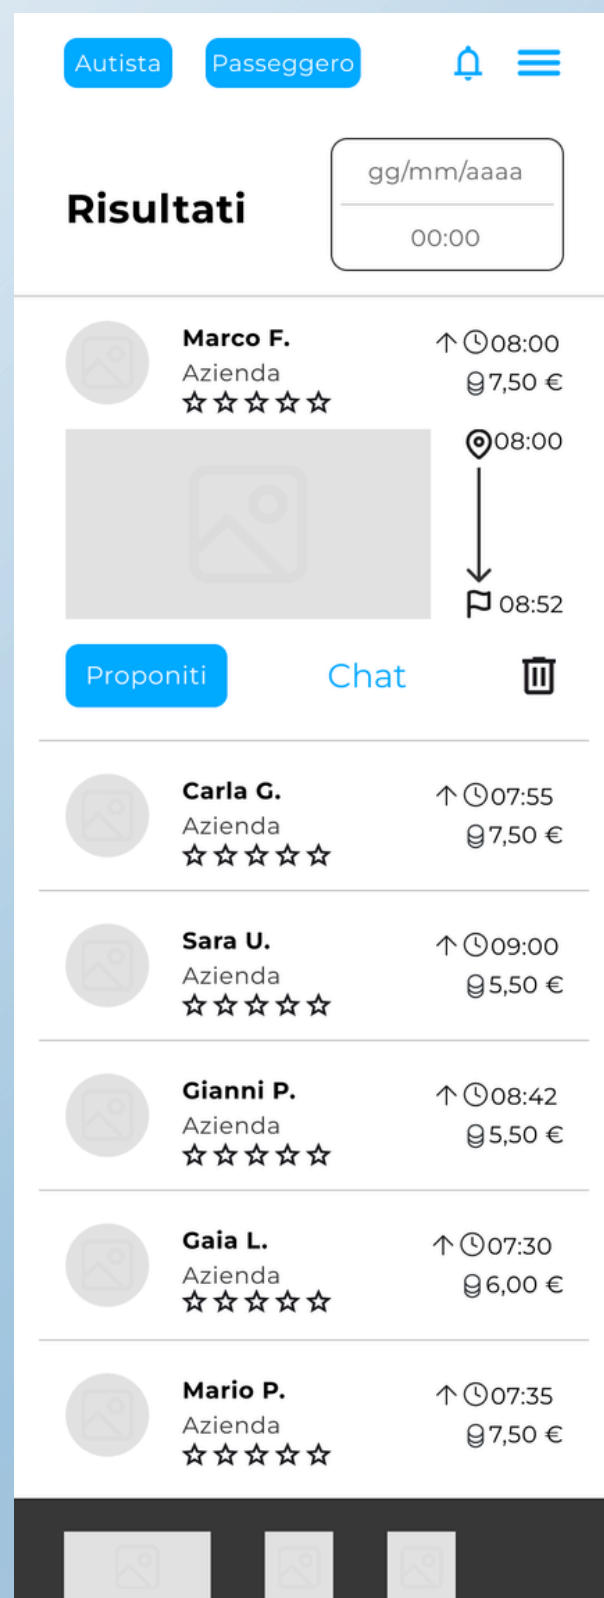 Autista Passeggero
gg/mm/aaaa
Risultati
00:00
Marco F. 08:00
Azienda 7,50 €
08:00
08:52
Proponiti Chat
Carla G. 07:55
Azienda 7,50 €
Sara U. 09:00
Azienda 5,50 €
Gianni P. 08:42
Azienda 5,50 €
Gaia L. 07:30
Azienda 6,00 €
Mario P. 07:35
Azienda 7,50 €